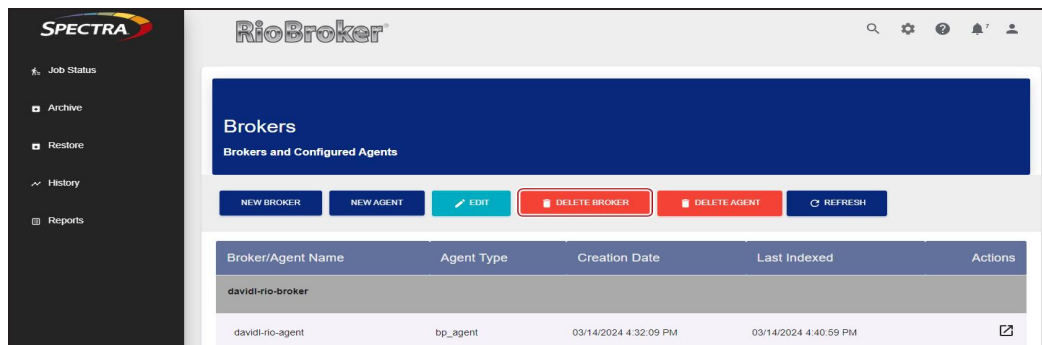 SPECTRA
RioBroker
7
Job Status
Archive
Restore
History
Reports
Brokers
Brokers and Configured Agents
NEW BROKER NEW AGENT EDIT DELETE BROKER DELETE AGENT REFRESH
Broker/Agent Name Agent Type Creation Date Last Indexed Actions
davidl-rio-broker
davidl-rio-agent bp_agent 03/14/2024 4:32:09 PM 03/14/2024 4:40:59 PM